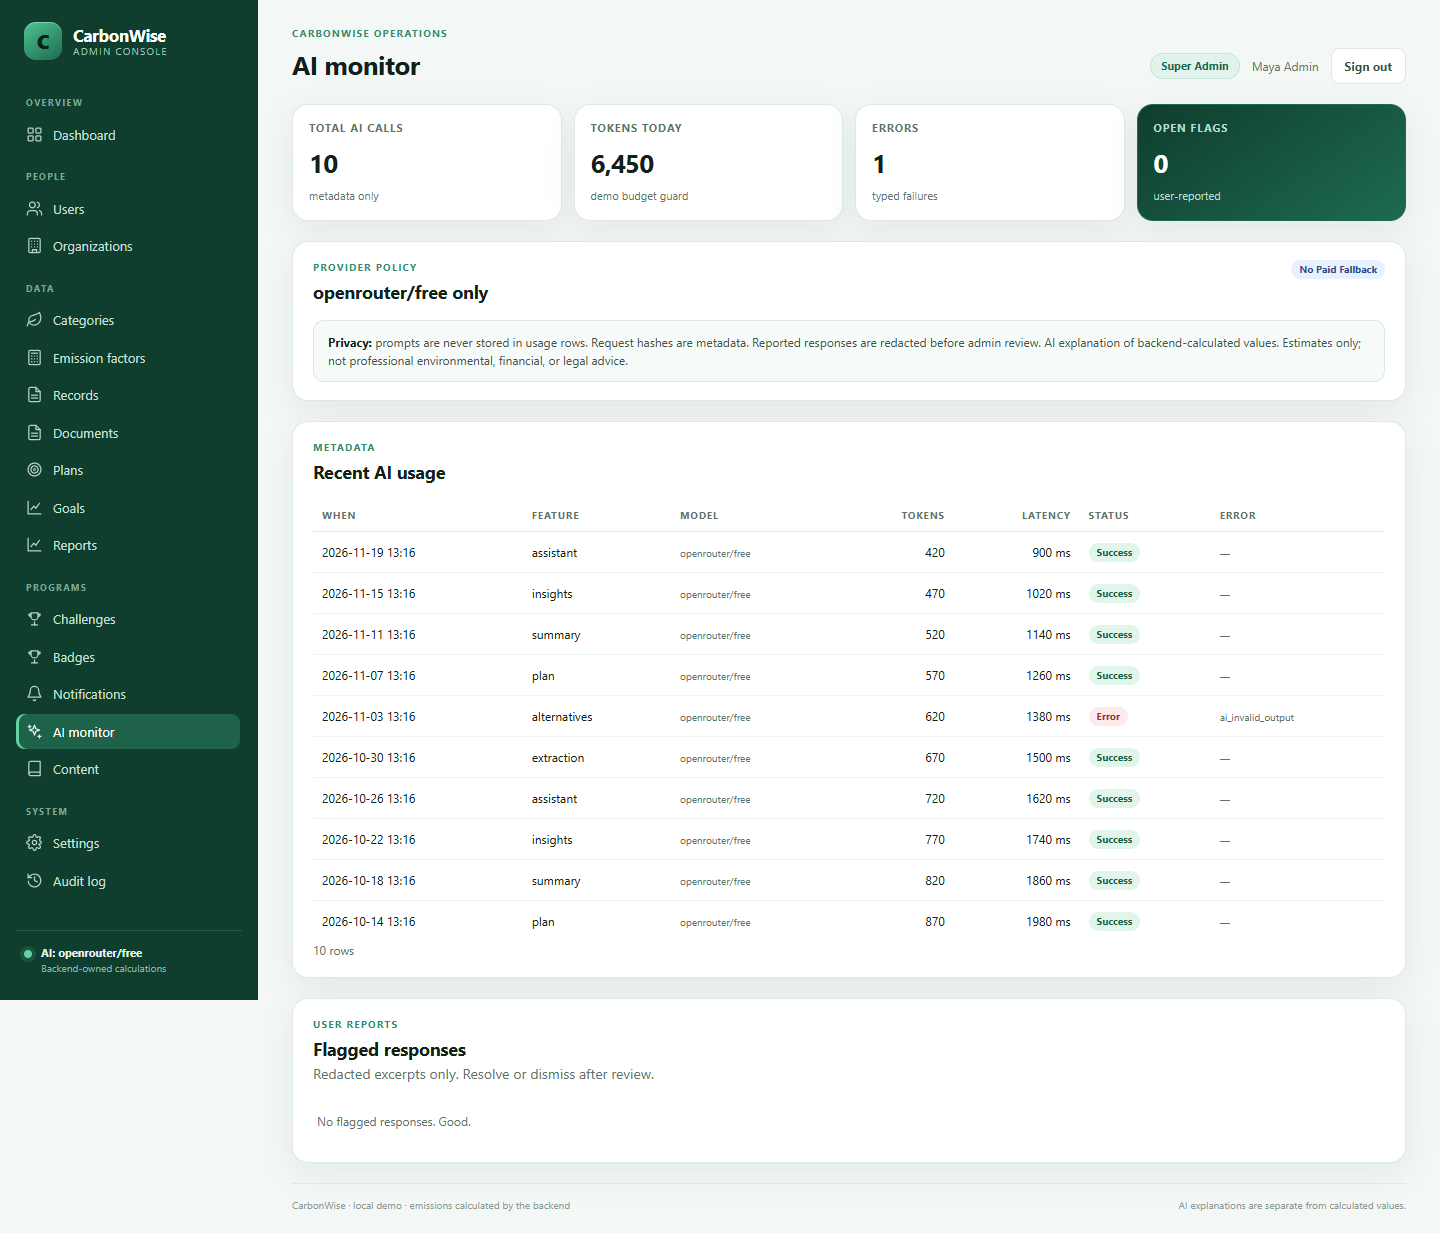 C
CarbonWise
ADMIN CONSOLE
OVERVIEW
Dashboard
PEOPLE
Users
Organizations
DATA
Categories
Emission factors
Records
Documents
Plans
Goals
Reports
PROGRAMS
Challenges
Badges
Notifications
AI monitor
Content
SYSTEM
Settings
Audit log
AI: openrouter/free
Backend-owned calculations
CARBONWISE OPERATIONS
AI monitor
Super Admin
Maya Admin
Sign out
TOTAL AI CALLS
10
metadata only
TOKENS TODAY
6,450
demo budget guard
ERRORS
1
typed failures
OPEN FLAGS
0
user-reported
PROVIDER POLICY
openrouter/free only
No Paid Fallback
Privacy: prompts are never stored in usage rows. Request hashes are metadata. Reported responses are redacted before admin review. AI explanation of backend-calculated values. Estimates only;
not professional environmental, financial, or legal advice.
METADATA
Recent AI usage
WHEN FEATURE MODEL TOKENS LATENCY STATUS ERROR
2026-11-19 13:16 assistant openrouter/free 420 900 ms Success —
2026-11-15 13:16 insights openrouter/free 470 1020 ms Success —
2026-11-11 13:16 summary openrouter/free 520 1140 ms Success —
2026-11-07 13:16 plan openrouter/free 570 1260 ms Success —
2026-11-03 13:16 alternatives openrouter/free 620 1380 ms Error ai_invalid_output
2026-10-30 13:16 extraction openrouter/free 670 1500 ms Success —
2026-10-26 13:16 assistant openrouter/free 720 1620 ms Success —
2026-10-22 13:16 insights openrouter/free 770 1740 ms Success —
2026-10-18 13:16 summary openrouter/free 820 1860 ms Success —
2026-10-14 13:16 plan openrouter/free 870 1980 ms Success —
10 rows
USER REPORTS
Flagged responses
Redacted excerpts only. Resolve or dismiss after review.
No flagged responses. Good.
CarbonWise · local demo · emissions calculated by the backend
AI explanations are separate from calculated values.